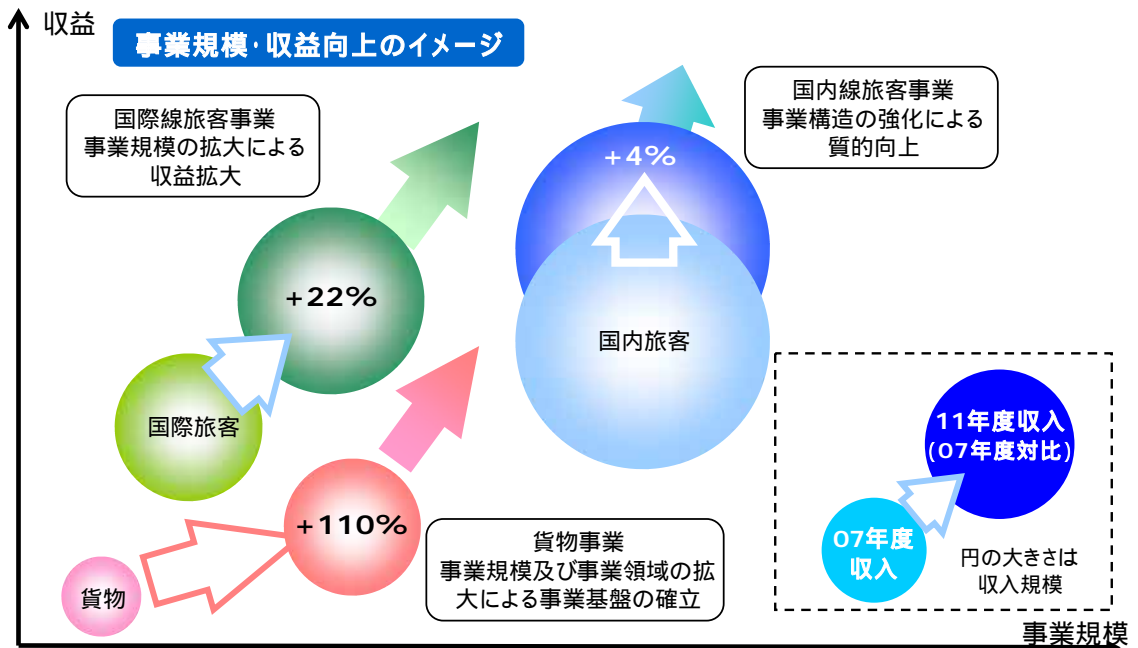 収益
事業規模・収益向上のイメージ
国際線旅客事業
事業規模の拡大による
収益拡大
国内線旅客事業
事業構造の強化による
質的向上
+4%
+22%
国内旅客
国際旅客
+110%
貨物
貨物事業
事業規模及び事業領域の拡
大による事業基盤の確立
11年度収入
(07年度対比)
07年度
収入
円の大きさは
収入規模
事業規模